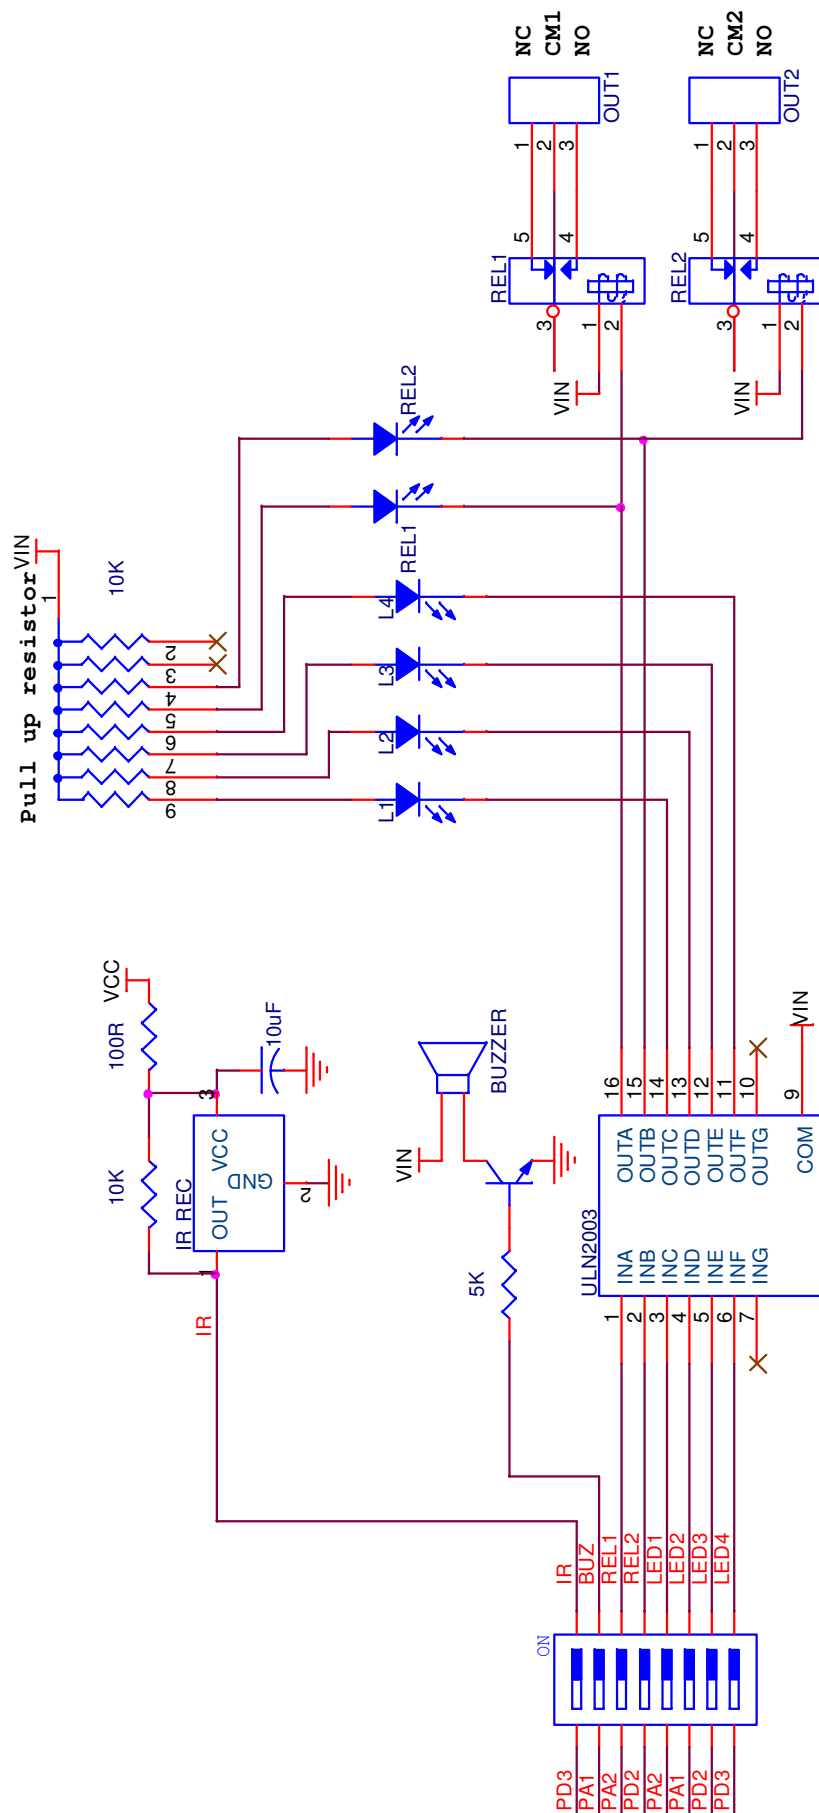 NC
CM1
NO
NC
CM2
NO
OUT1
OUT2
1
2
3
1
2
3
5
4
5
4
REL1
REL2
3
1
2
3
1
2
VIN
VIN
REL2
REL1
L4
L3
L2
L1
Pull up resistor
VIN
1
10K
2
3
4
5
6
7
8
9
VCC
100R
10uF
10K
IR REC
OUT
VCC
GND
3
2
1
IR
BUZZER
VIN
5K
ULN2003
16
15
14
13
12
11
10
9
VIN
OUTA
OUTB
OUTC
OUTD
OUTE
OUTF
OUTG
COM
INA
INB
INC
IND
INE
INF
ING
1
2
3
4
5
6
7
IR
BUZ
REL1
REL2
LED1
LED2
LED3
LED4
ON
PD3
PA1
PA2
PD2
PA2
PA1
PD2
PD3